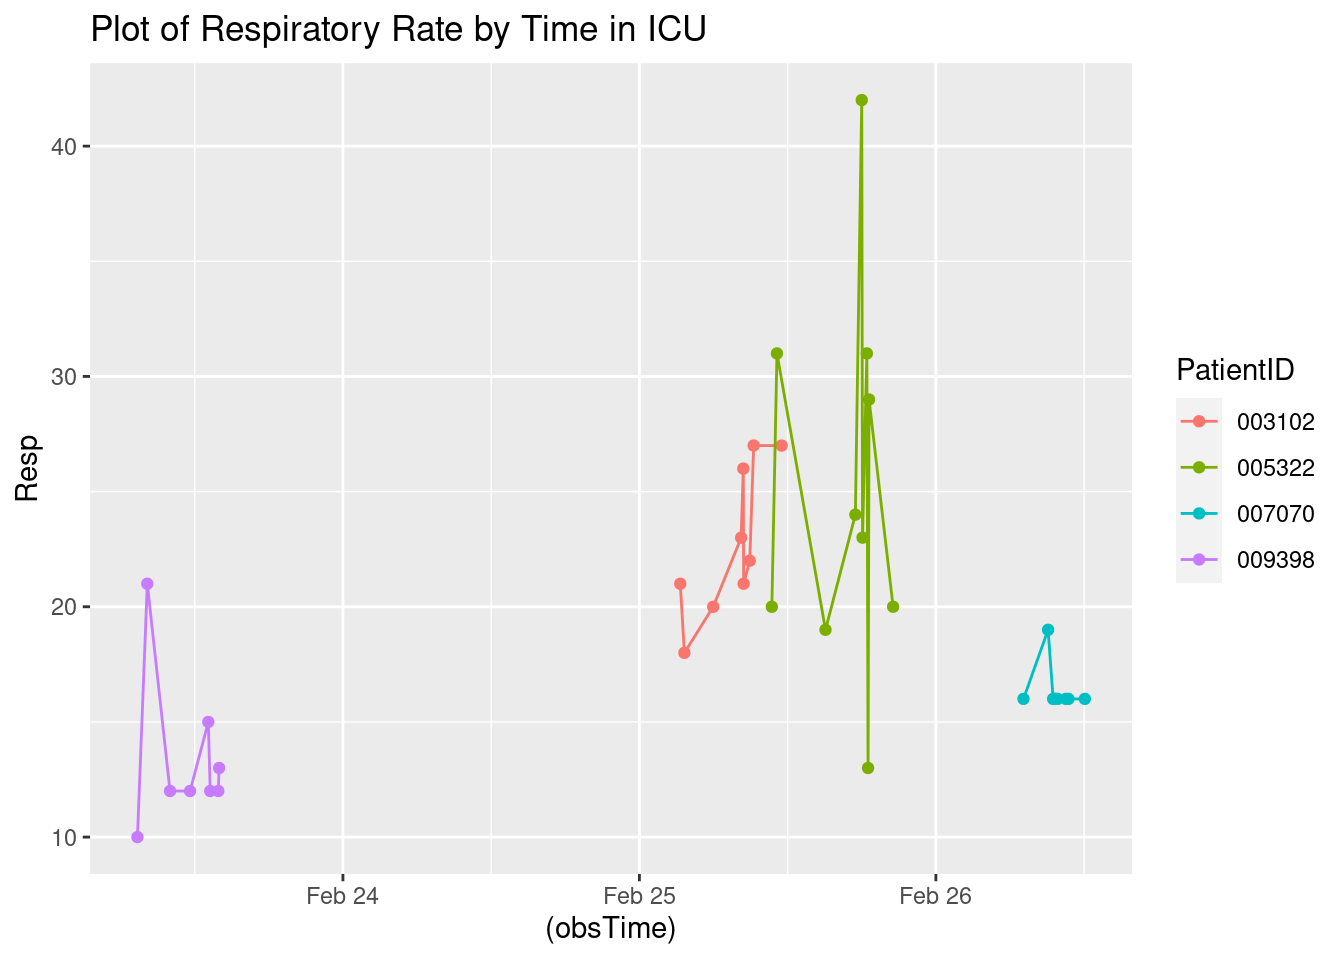 Plot of Respiratory Rate by Time in ICU
40
30
20
10
Resp
Feb 24
Feb 25
Feb 26
(obsTime)
PatientID
003102
005322
007070
009398